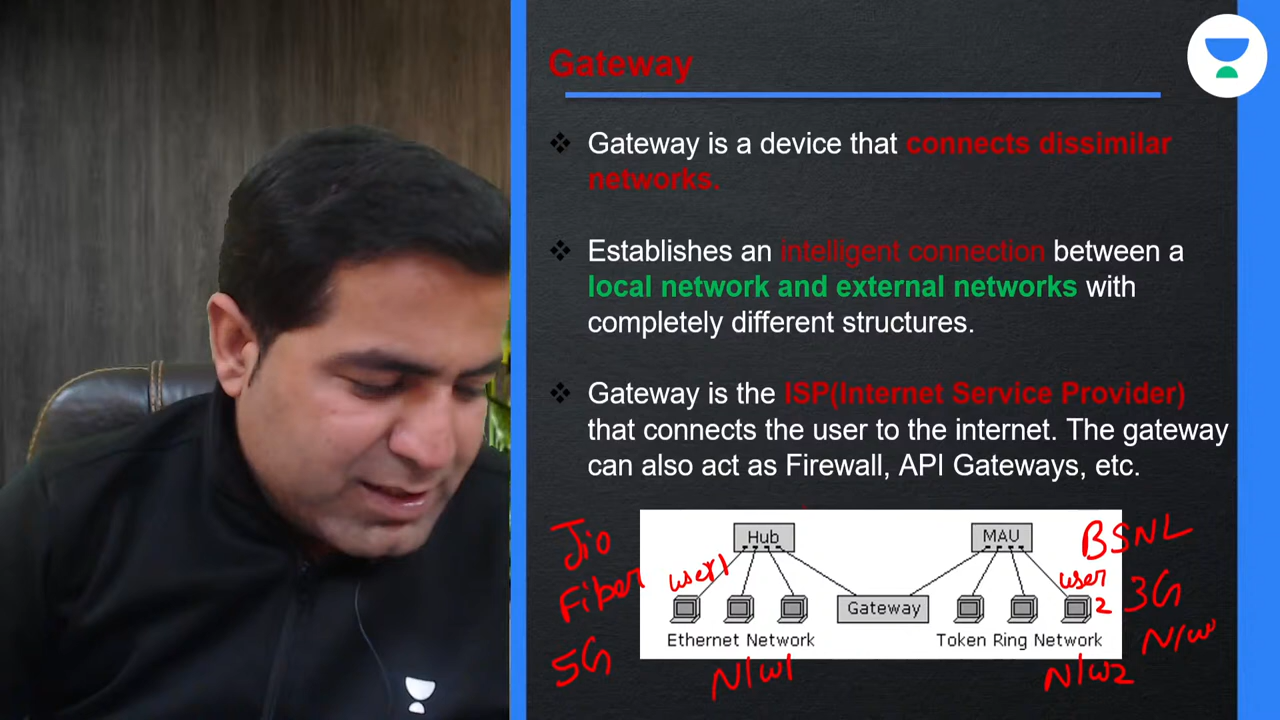 Gateway
Gateway is a device that connects dissimilar
networks.
Establishes an intelligent connection between a
local network and external networks with
completely different structures.
Gateway is the ISP(Internet Service Provider)
that connects the user to the internet. The gateway
can also act as Firewall, API Gateways, etc.
Jio
Fiber
5G
Hub
user1
Ethernet Network
N/w1
Gateway
MAU
user
2
Token Ring Network
N/w2
BSNL
3G
N/w